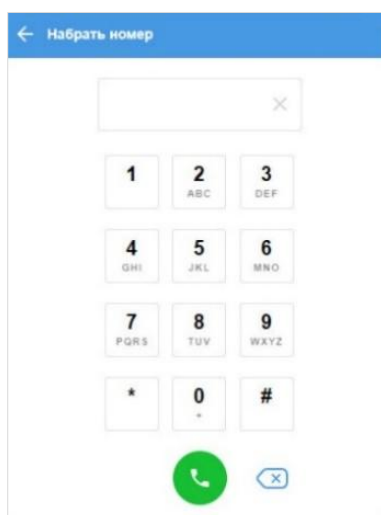 Набрать номер
1 2 3
ABC DEF
4 5 6
GHI JKL MNO
7 8 9
PQRS TUV WXYZ
* 0 #
+